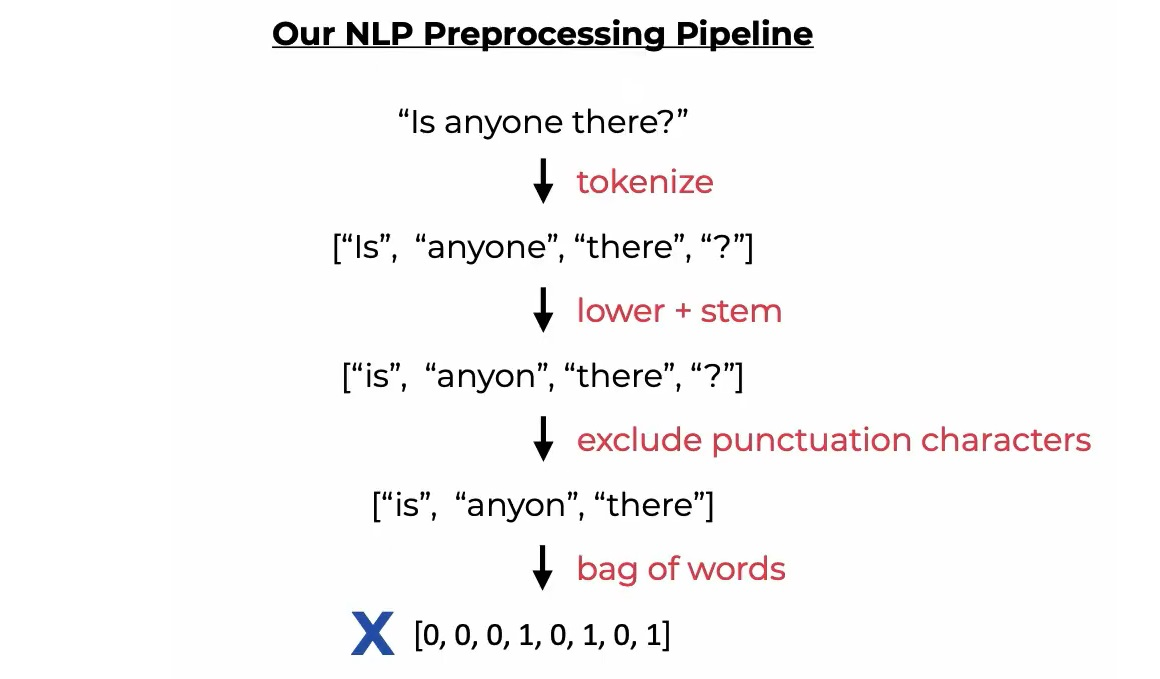 Our NLP Preprocessing Pipeline
“Is anyone there?”
tokenize
[“Is”, “anyone”, “there”, “?”]
lower + stem
[“is”, “anyon”, “there”, “?”]
exclude punctuation characters
[“is”, “anyon”, “there”]
bag of words
X [0, 0, 0, 1, 0, 1, 0, 1]